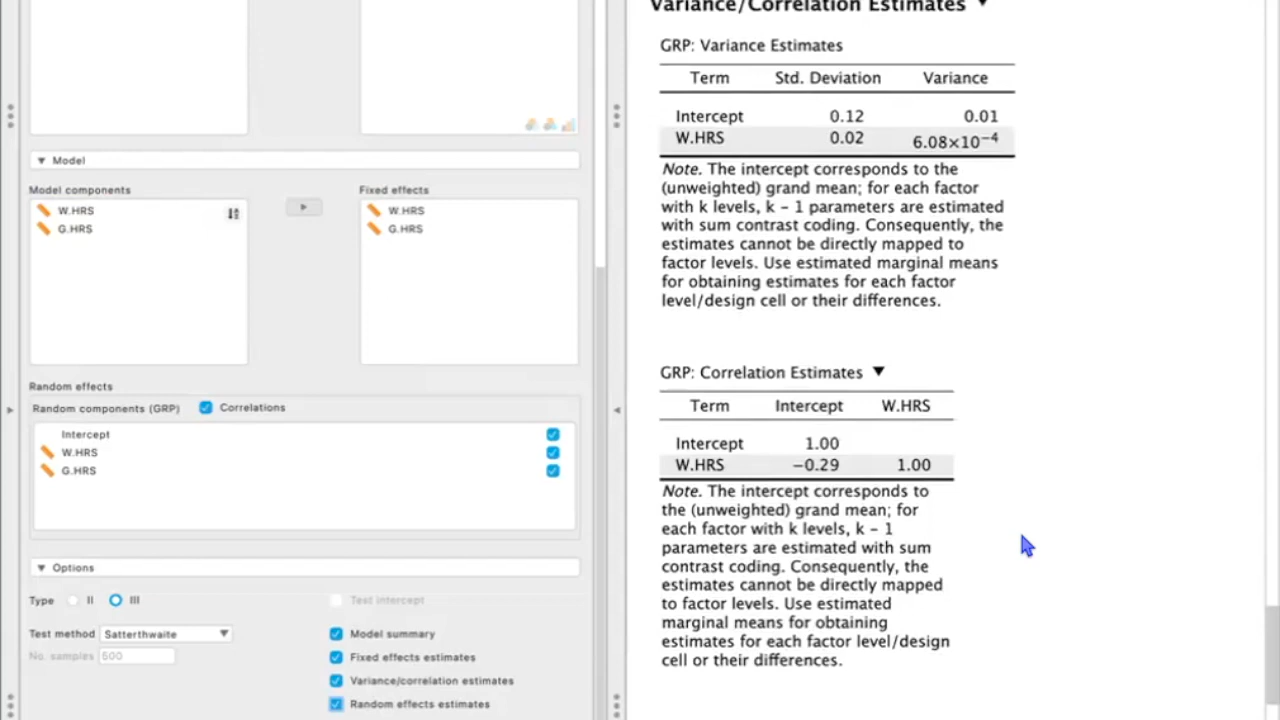 Variance/Correlation Estimates ▼
GRP: Variance Estimates
Term Std. Deviation Variance
Intercept 0.12 0.01
W.HRS 0.02 6.08×10⁻⁴
Note. The intercept corresponds to the
(unweighted) grand mean; for each factor
with k levels, k − 1 parameters are estimated
with sum contrast coding. Consequently, the
estimates cannot be directly mapped to
factor levels. Use estimated marginal means
for obtaining estimates for each factor
level/design cell or their differences.
GRP: Correlation Estimates ▼
Term Intercept W.HRS
Intercept 1.00
W.HRS −0.29 1.00
Note. The intercept corresponds to
the (unweighted) grand mean; for
each factor with k levels, k − 1
parameters are estimated with sum
contrast coding. Consequently, the
estimates cannot be directly mapped
to factor levels. Use estimated
marginal means for obtaining
estimates for each factor level/design
cell or their differences.
▼ Model
Model components
W.HRS
G.HRS
Fixed effects
W.HRS
G.HRS
Random effects
Random components (GRP) Correlations
Intercept
W.HRS
G.HRS
▼ Options
Type II III
Test method Satterthwaite
No. samples 500
Test intercept
Model summary
Fixed effects estimates
Variance/correlation estimates
Random effects estimates